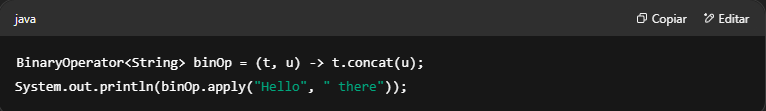 java
Copiar
Editar
BinaryOperator<String> binOp = (t, u) -> t.concat(u);
System.out.println(binOp.apply("Hello", " there"));